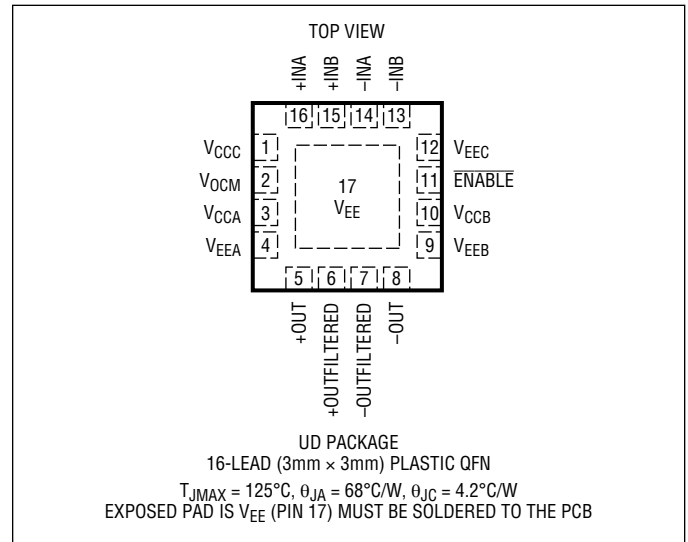 TOP VIEW
+INA
+INB
–INA
–INB
16 15 14 13
VCCC 1
VOCM 2
VCCA 3
VEEA 4
17
VEE
12 VEEC
11 ENABLE
10 VCCB
9 VEEB
5 6 7 8
+OUT
+OUTFILTERED
–OUTFILTERED
–OUT
UD PACKAGE
16-LEAD (3mm × 3mm) PLASTIC QFN
TJMAX = 125°C, θJA = 68°C/W, θJC = 4.2°C/W
EXPOSED PAD IS VEE (PIN 17) MUST BE SOLDERED TO THE PCB